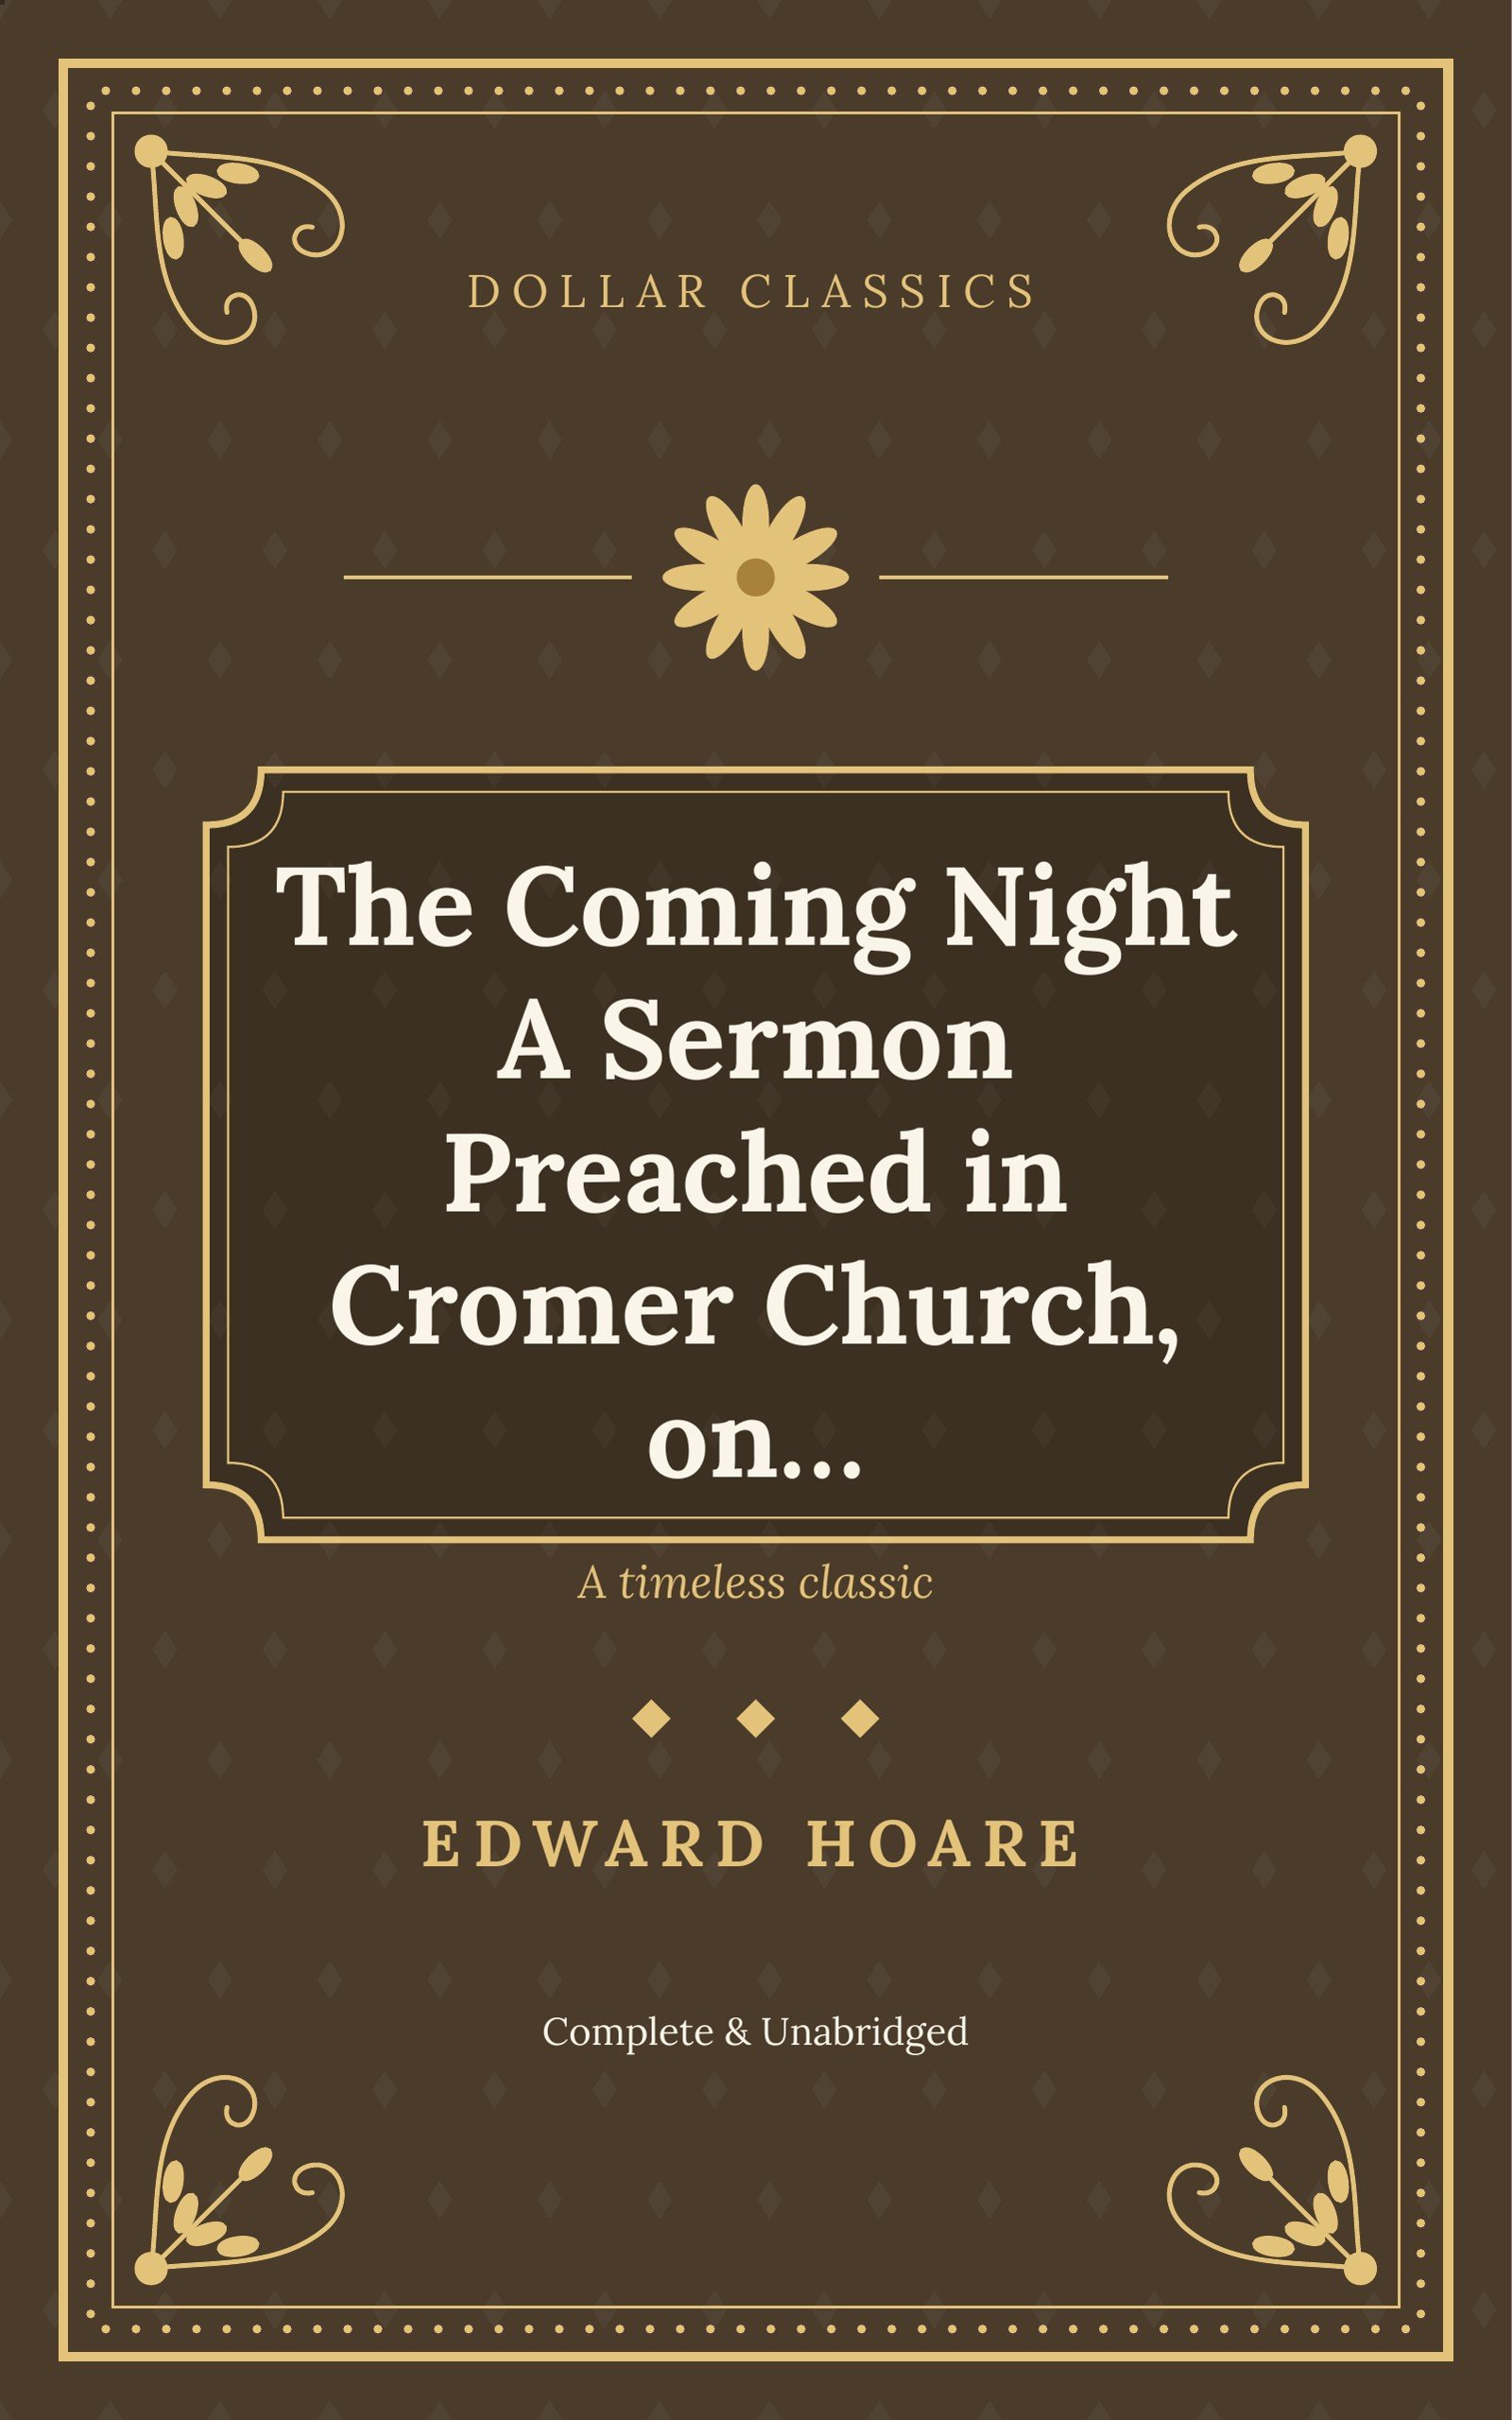 DOLLAR CLASSICS
The Coming Night
A Sermon
Preached in
Cromer Church,
on...
A timeless classic
EDWARD HOARE
Complete & Unabridged